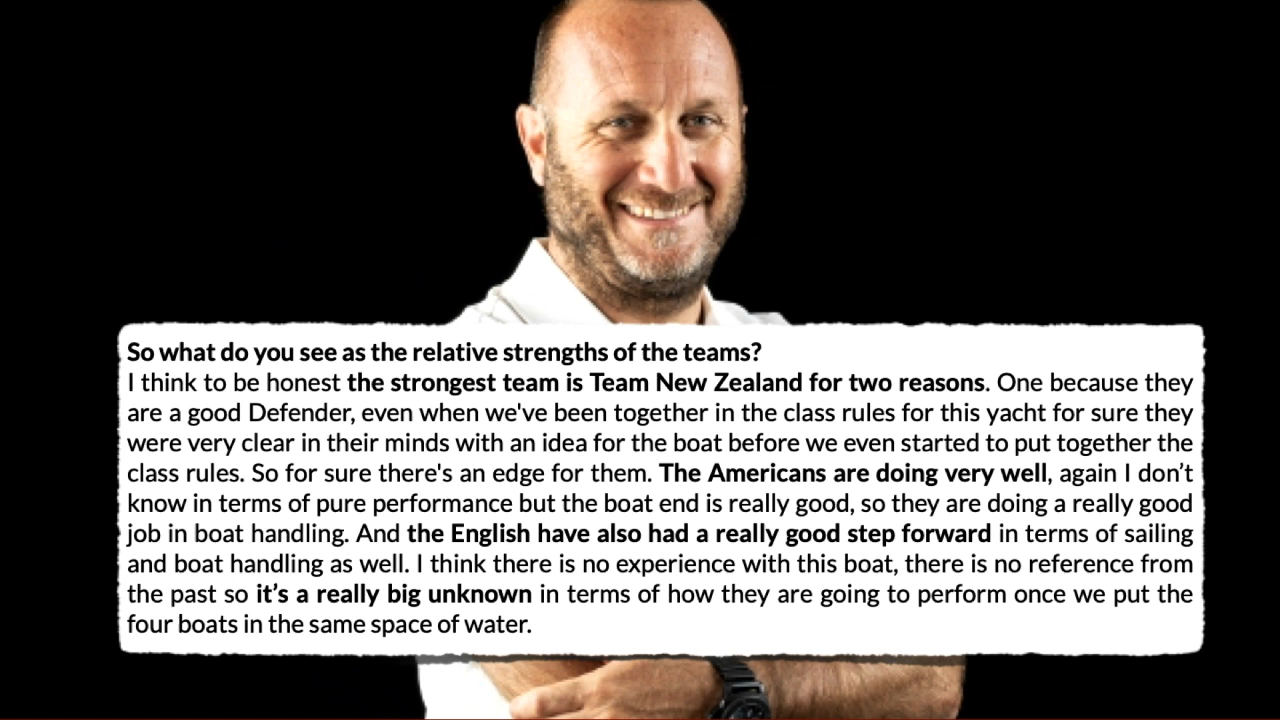 So what do you see as the relative strengths of the teams?
I think to be honest the strongest team is Team New Zealand for two reasons. One because they
are a good Defender, even when we've been together in the class rules for this yacht for sure they
were very clear in their minds with an idea for the boat before we even started to put together the
class rules. So for sure there's an edge for them. The Americans are doing very well, again I don’t
know in terms of pure performance but the boat end is really good, so they are doing a really good
job in boat handling. And the English have also had a really good step forward in terms of sailing
and boat handling as well. I think there is no experience with this boat, there is no reference from
the past so it’s a really big unknown in terms of how they are going to perform once we put the
four boats in the same space of water.